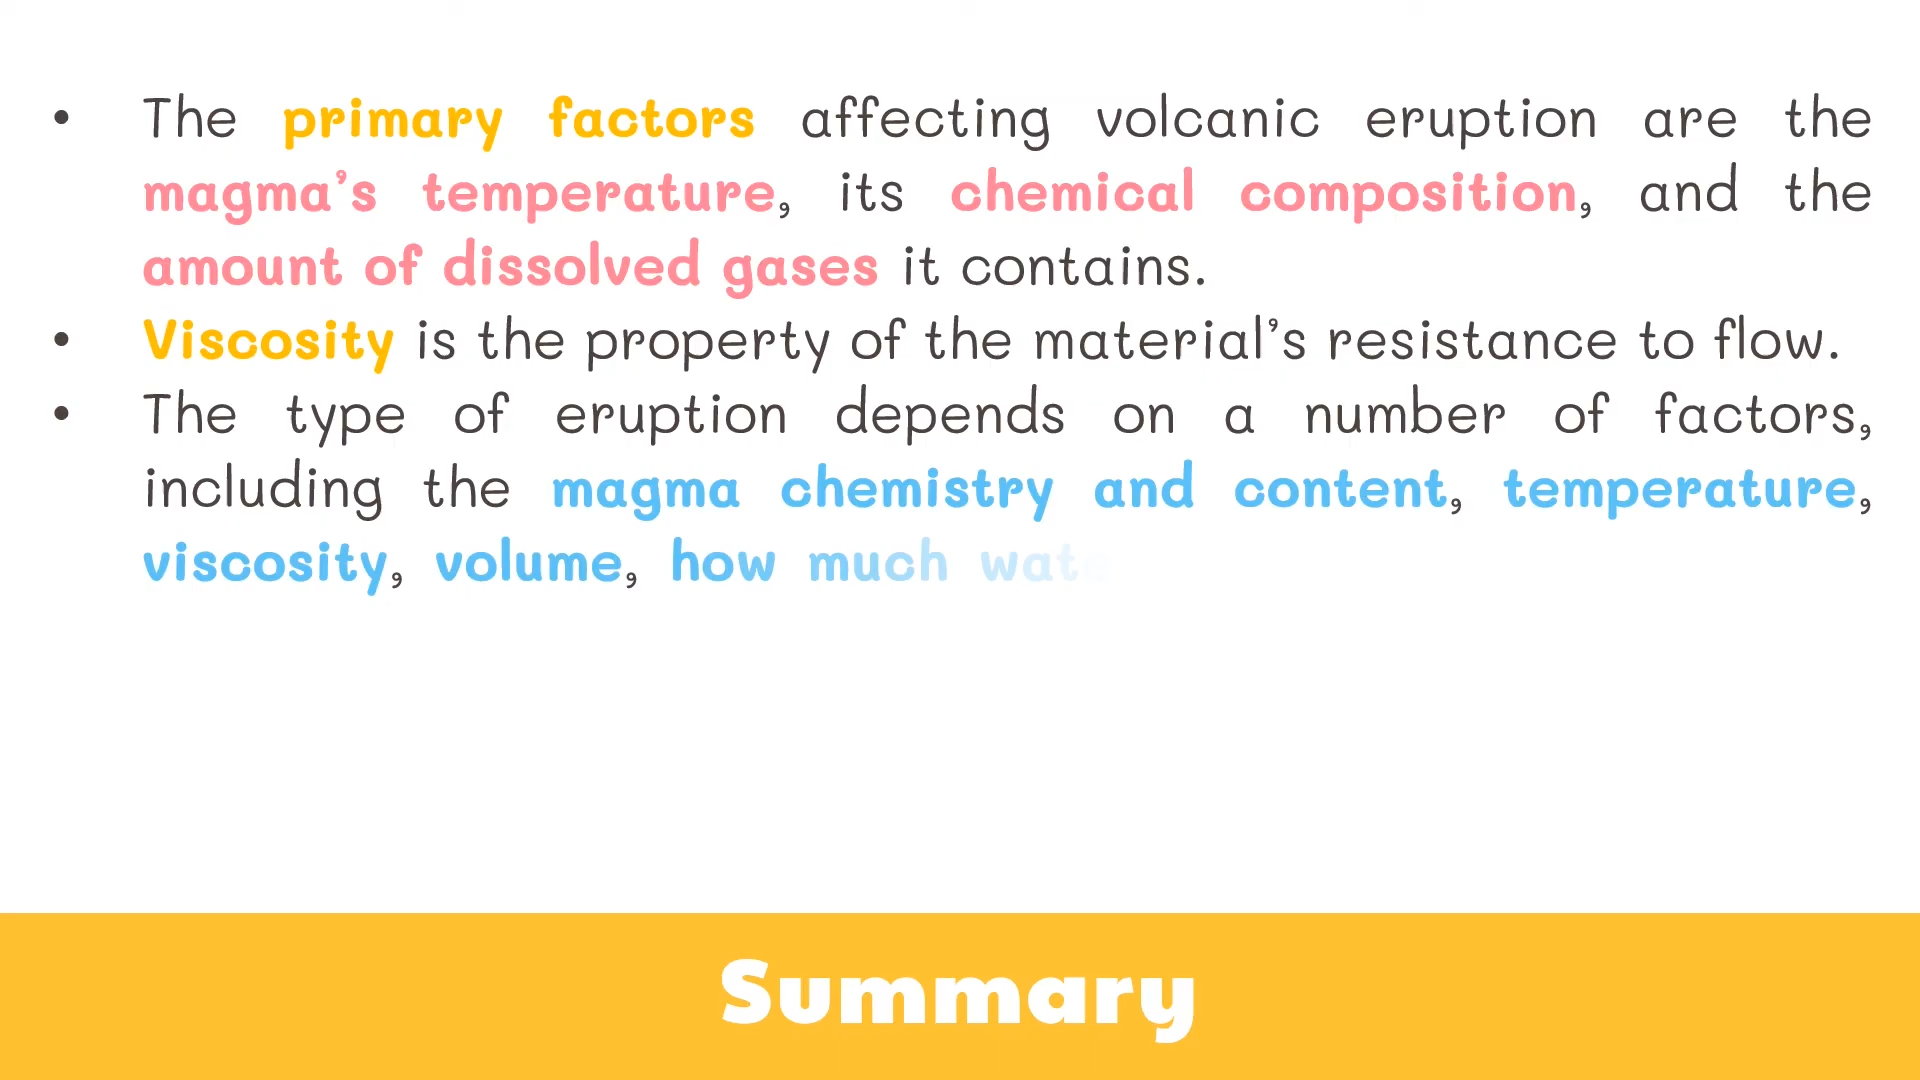 • The primary factors affecting volcanic eruption are the
magma’s temperature, its chemical composition, and the
amount of dissolved gases it contains.
• Viscosity is the property of the material’s resistance to flow.
• The type of eruption depends on a number of factors,
including the magma chemistry and content, temperature,
viscosity, volume, how much
Summary